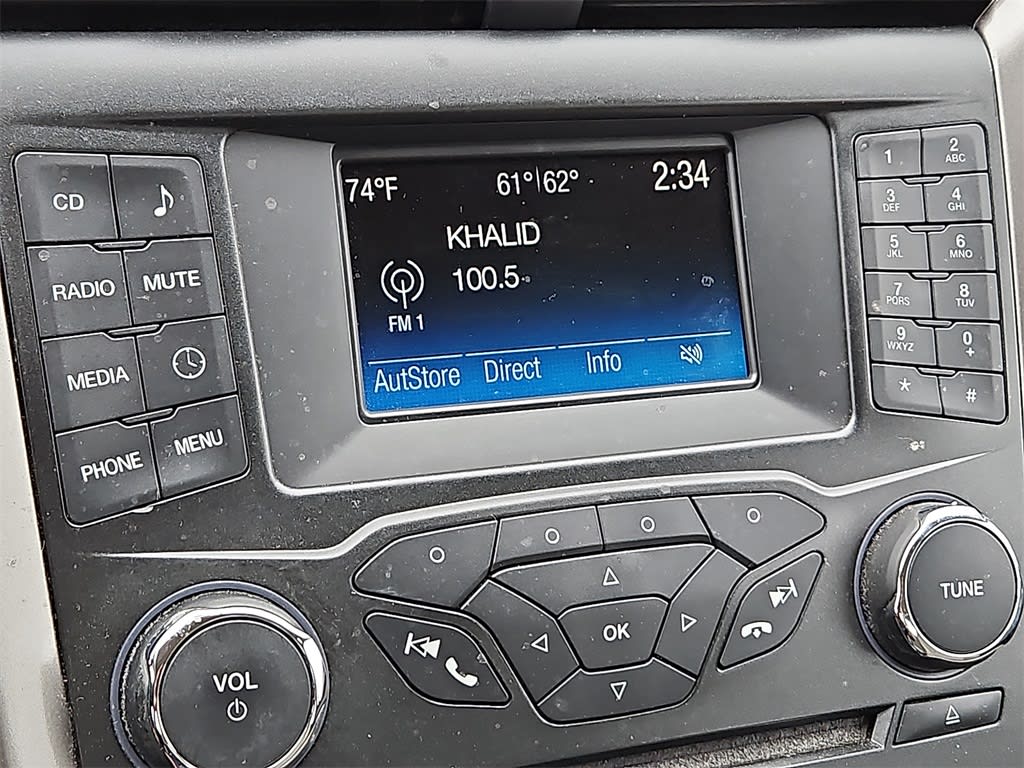 74°F 61°|62° 2:34
KHALID
100.5
FM 1
AutStore Direct Info
CD
RADIO MUTE
MEDIA
PHONE MENU
1 2 ABC
3 DEF 4 GHI
5 JKL 6 MNO
7 PQRS 8 TUV
9 WXYZ 0 +
* #
OK
VOL
TUNE